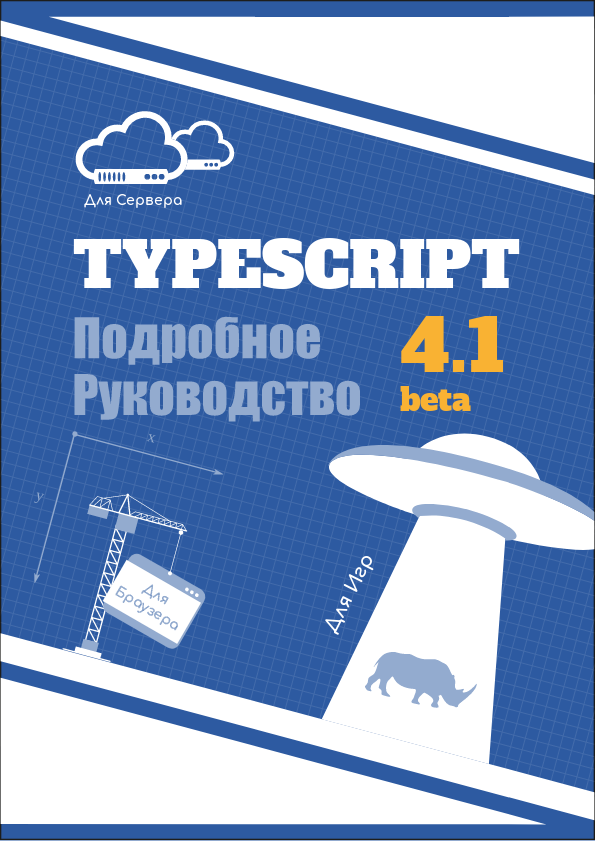 Для Сервера
TYPESCRIPT
Подробное
Руководство
4.1
beta
x
y
Для
Браузера
Для Игр